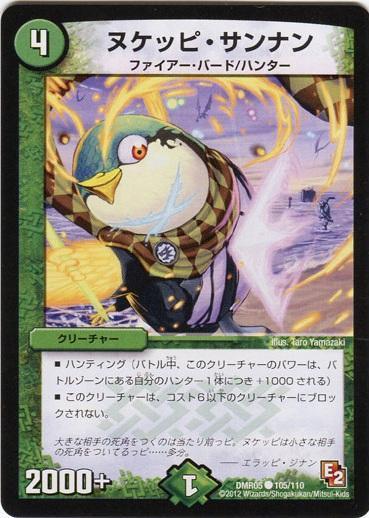 4
ヌケッピ・サンナン
ファイアー・バード/ハンター
Illus. Taro Yamazaki
クリーチャー
■ ハンティング(バトル中、このクリーチャーのパワーは、バ
トルゾーンにある自分のハンター1体につき +1000 される)
■ このクリーチャーは、コスト6以下のクリーチャーにブロッ
クされない。
大きな相手の死角をつくのは当たり前っピ。ヌケッピは小さな相手
の死角をついてるっピ……多分。
—— エラッピ・ジナン
2000+
1
E2
DMR05 ● 105/110
©2012 Wizards/Shogakukan/Mitsui-Kids